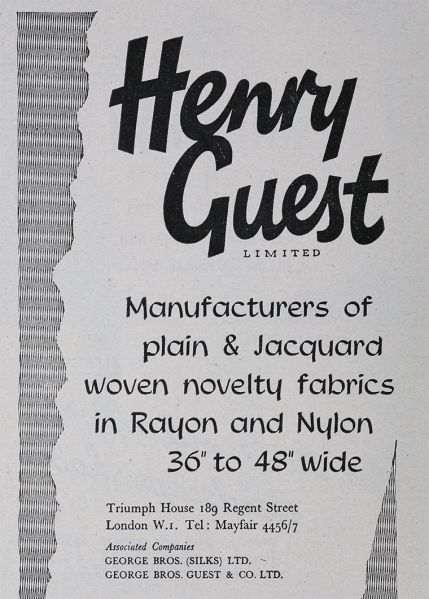 Henry
Guest
LIMITED
Manufacturers of
plain & Jacquard
woven novelty fabrics
in Rayon and Nylon
36" to 48" wide
Triumph House 189 Regent Street
London W.1. Tel: Mayfair 4456/7
Associated Companies
GEORGE BROS. (SILKS) LTD.
GEORGE BROS. GUEST & CO. LTD.